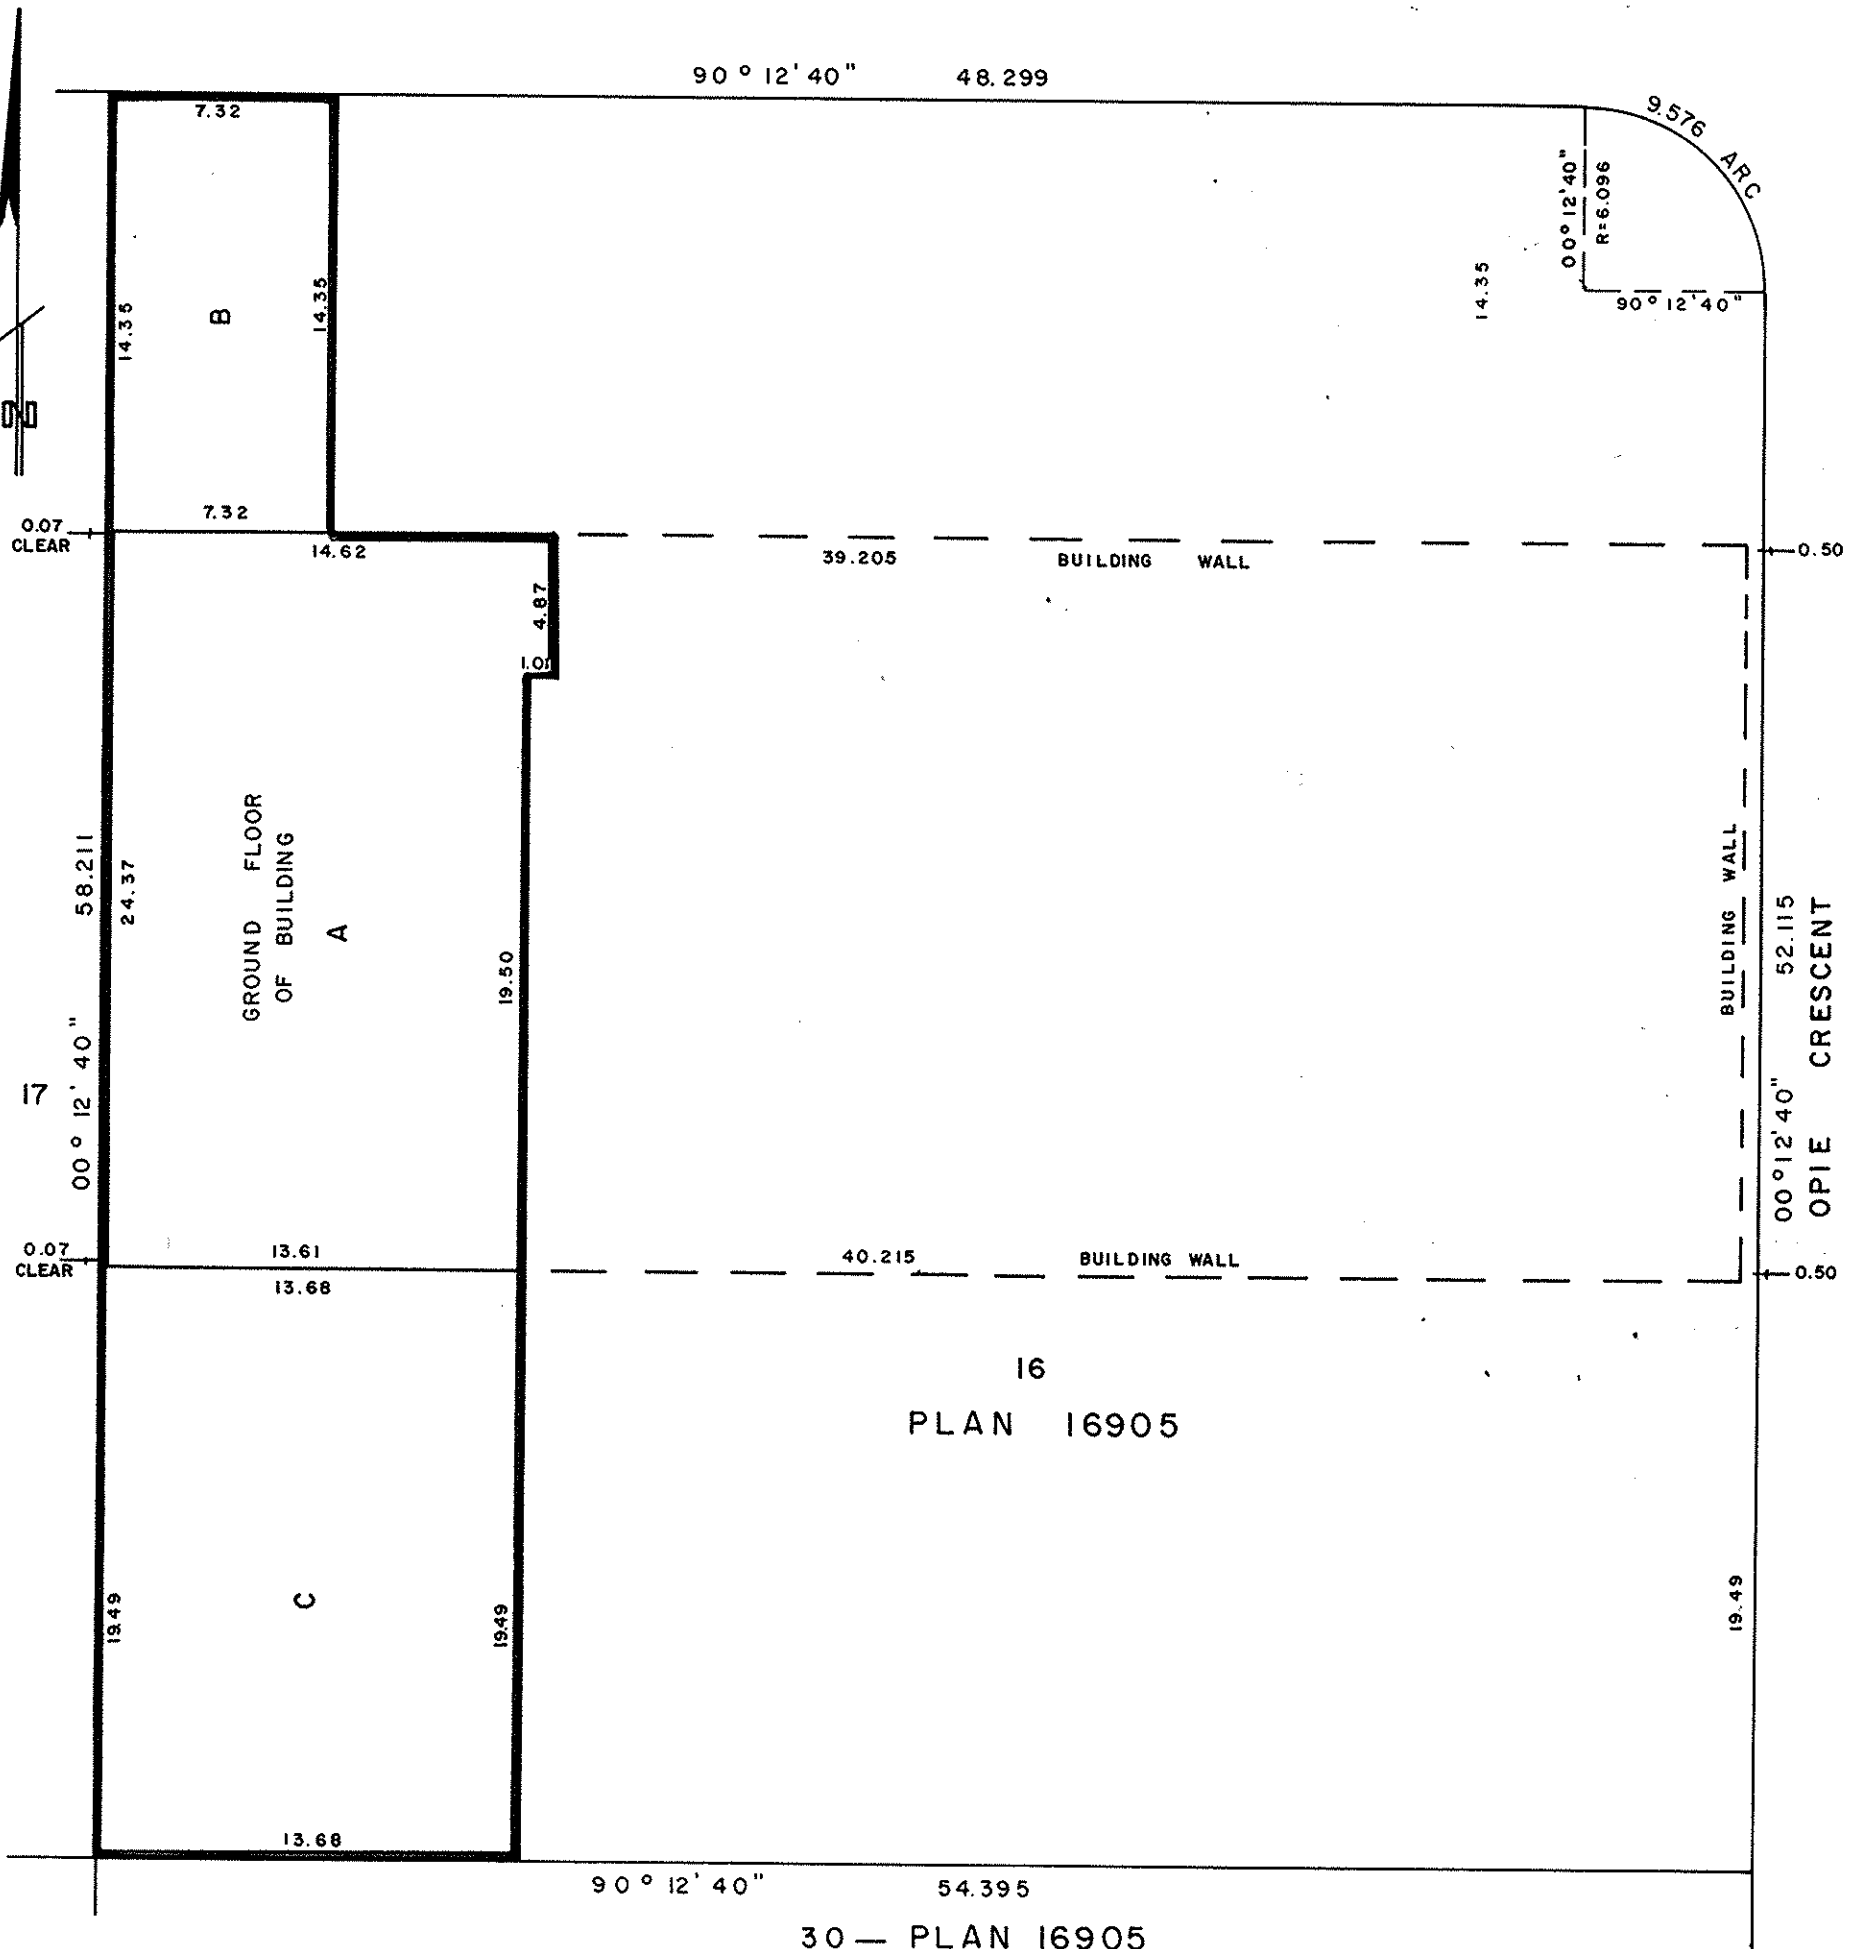 90° 12' 40" 48.299
7.32
9.576 ARC
00° 12' 40"
R=6.096
90° 12' 40"
14.35
14.35
B
14.35
N
7.32
0.07
CLEAR
14.62
39.205 BUILDING WALL
0.50
4.87
1.01
GROUND FLOOR
OF BUILDING
A
24.37
58.211
00° 12' 40"
17
19.50
BUILDING WALL
52.115
00° 12' 40"
OPIE CRESCENT
0.07
CLEAR
13.61
13.68
40.215 BUILDING WALL
0.50
16
PLAN 16905
19.49
C
19.49
19.49
13.68
90° 12' 40" 54.395
30 — PLAN 16905